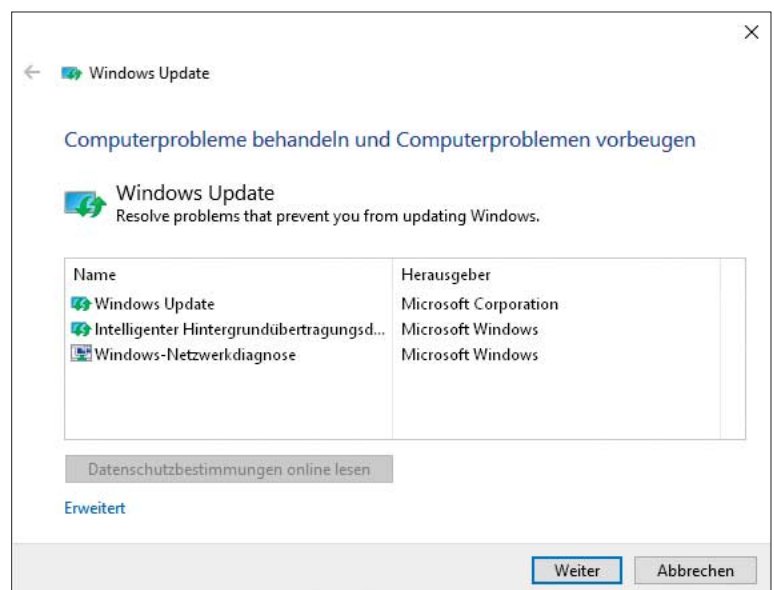 Windows Update
Computerprobleme behandeln und Computerproblemen vorbeugen
Windows Update
Resolve problems that prevent you from updating Windows.
Name Herausgeber
Windows Update Microsoft Corporation
Intelligenter Hintergrundübertragungsd... Microsoft Windows
Windows-Netzwerkdiagnose Microsoft Windows
Datenschutzbestimmungen online lesen
Erweitert
Weiter Abbrechen